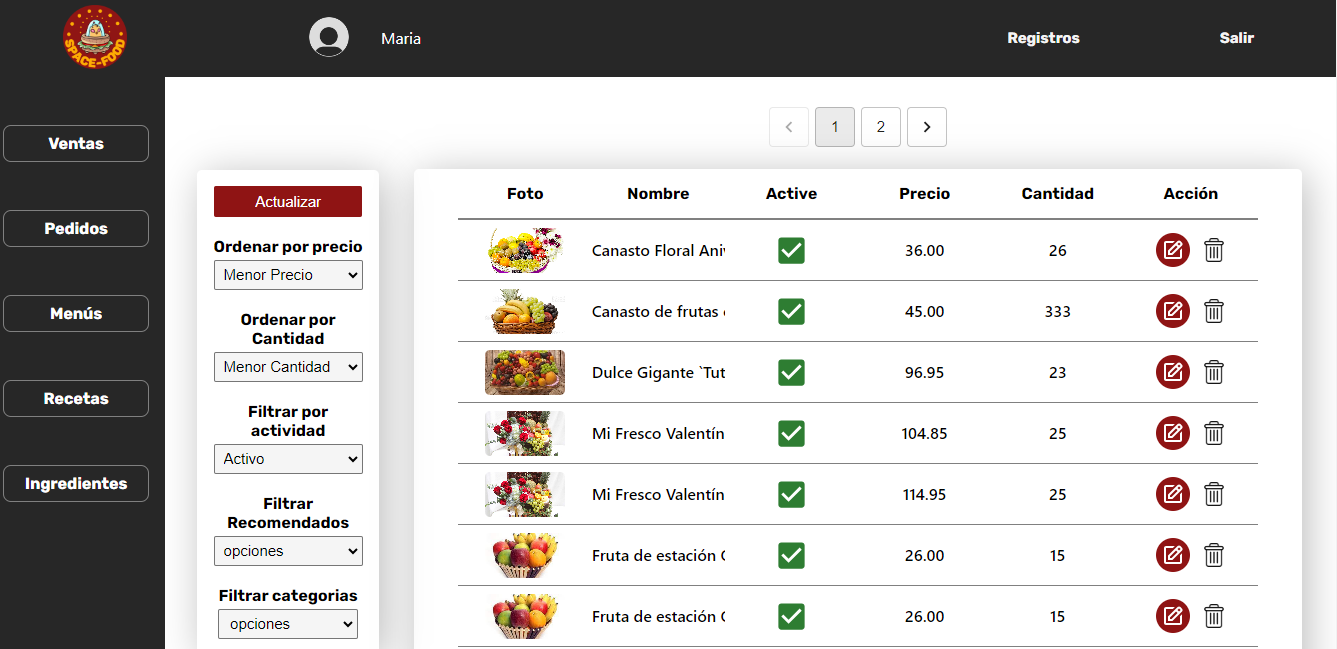 SPACE-FOOD
Maria
Registros
Salir
Ventas
Pedidos
Menús
Recetas
Ingredientes
1
2
Actualizar
Ordenar por precio
Menor Precio
Ordenar por
Cantidad
Menor Cantidad
Filtrar por
actividad
Activo
Filtrar
Recomendados
opciones
Filtrar categorias
opciones
Foto Nombre Active Precio Cantidad Acción
Canasto Floral Ani 36.00 26
Canasto de frutas 45.00 333
Dulce Gigante `Tut 96.95 23
Mi Fresco Valentín 104.85 25
Mi Fresco Valentín 114.95 25
Fruta de estación 26.00 15
Fruta de estación 26.00 15